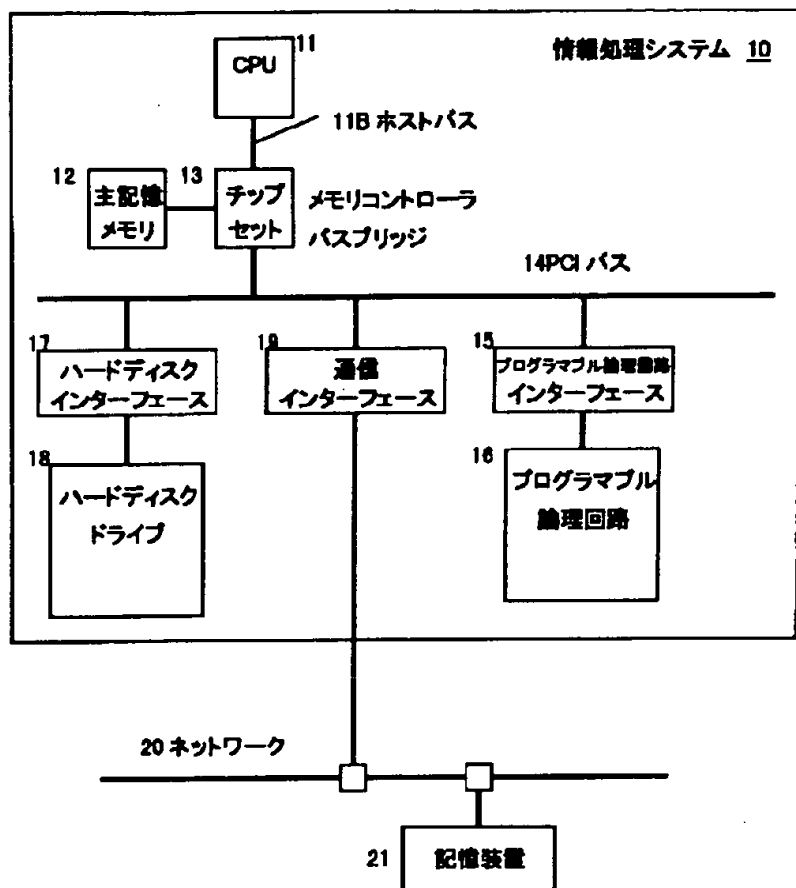 情報処理システム 10
11
CPU
11B ホストバス
12
主記憶
メモリ
13
チップ
セット
メモリコントローラ
バスブリッジ
14PCI バス
17
ハードディスク
インターフェース
19
通信
インターフェース
15
プログラマブル論理回路
インターフェース
18
ハードディスク
ドライブ
16
プログラマブル
論理回路
20 ネットワーク
21
記憶装置